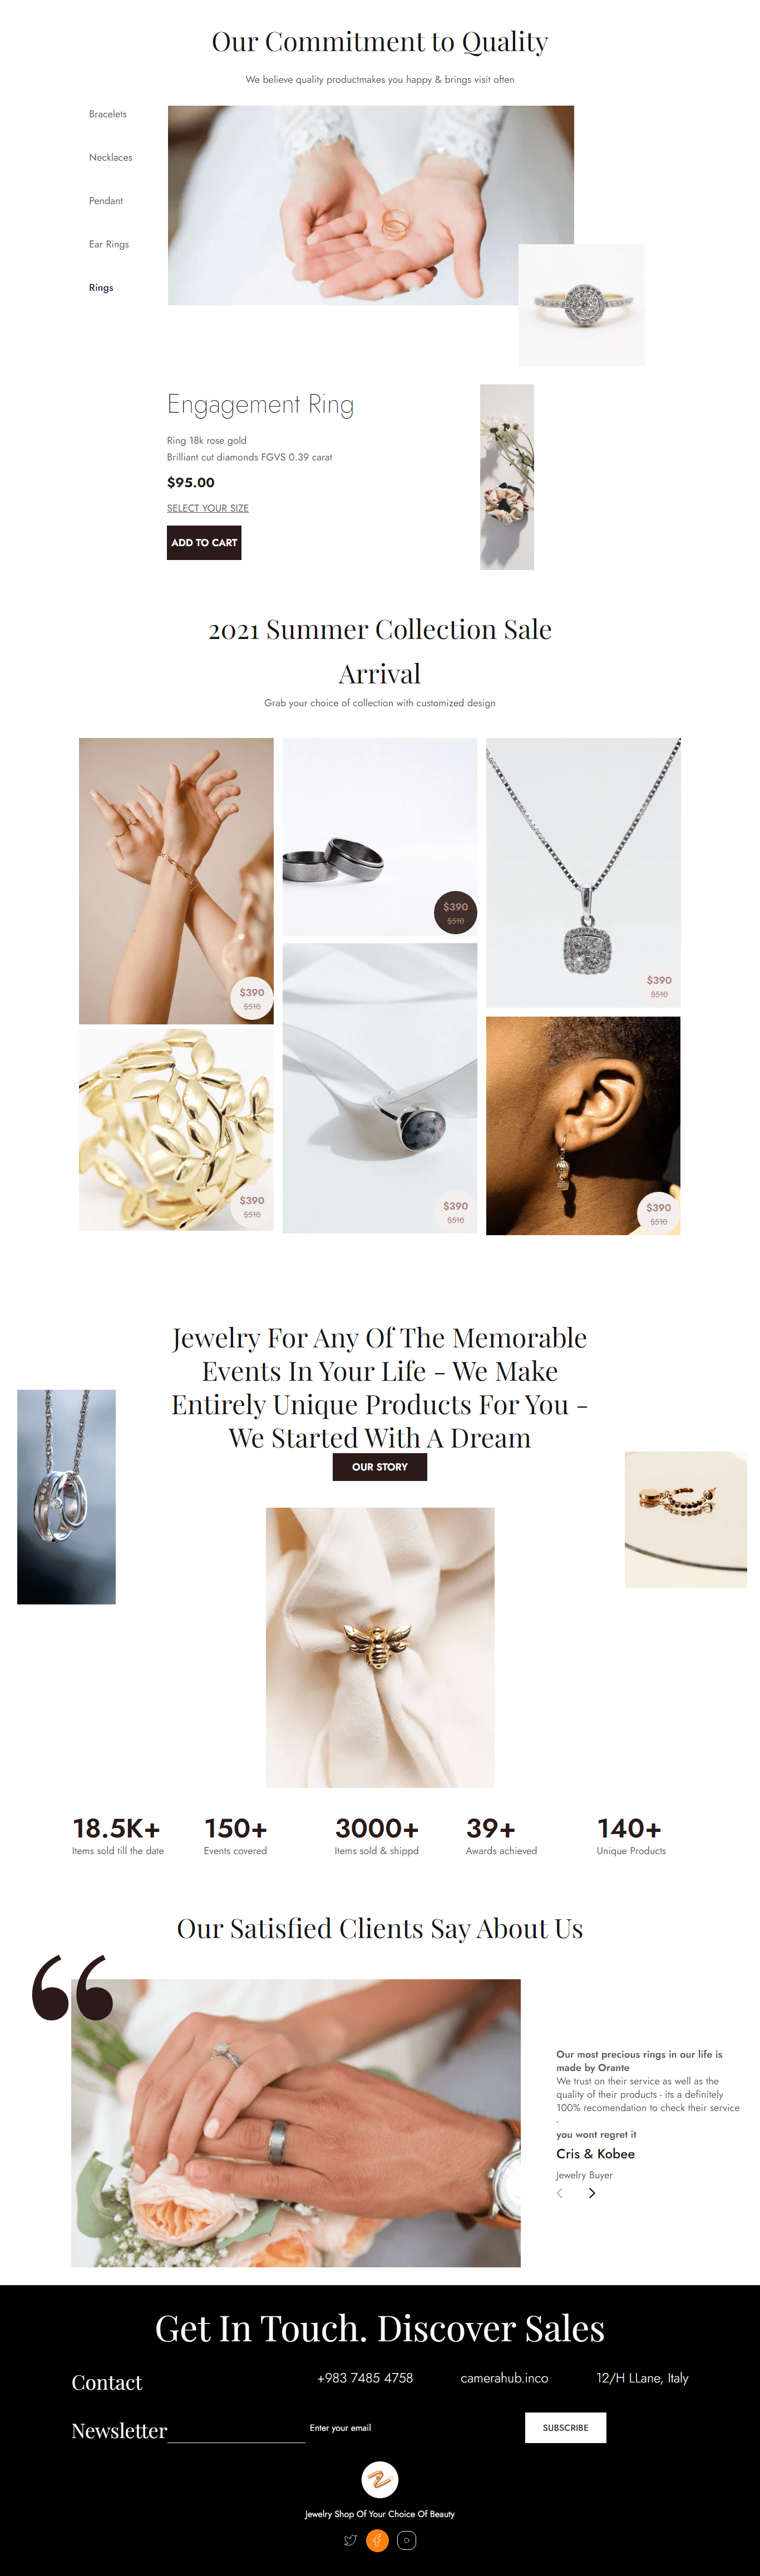 Our Commitment to Quality
We believe quality productmakes you happy & brings visit often
Bracelets
Necklaces
Pendant
Ear Rings
Rings
Engagement Ring
Ring 18k rose gold
Brilliant cut diamonds FGVS 0.39 carat
$95.00
SELECT YOUR SIZE
ADD TO CART
2021 Summer Collection Sale
Arrival
Grab your choice of collection with customized design
$390
$510
$390
$510
$390
$510
$390
$510
$390
$510
$390
$510
Jewelry For Any Of The Memorable
Events In Your Life - We Make
Entirely Unique Products For You -
We Started With A Dream
OUR STORY
18.5K+
Items sold till the date
150+
Events covered
3000+
Items sold & shippd
39+
Awards achieved
140+
Unique Products
Our Satisfied Clients Say About Us
Our most precious rings in our life is
made by Orante
We trust on their service as well as the
quality of their products - its a definitely
100% recomendation to check their service
-
you wont regret it
Cris & Kobee
Jewelry Buyer
Get In Touch. Discover Sales
Contact
+983 7485 4758
camerahub.inco
12/H LLane, Italy
Newsletter
Enter your email
SUBSCRIBE
Jewelry Shop Of Your Choice Of Beauty